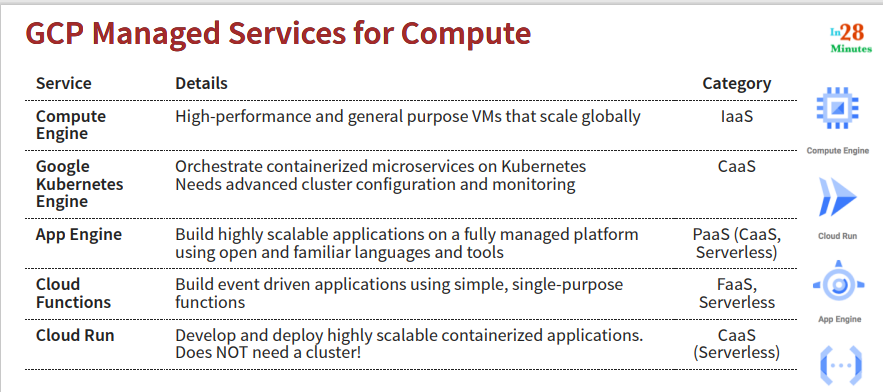 GCP Managed Services for Compute
In 28
Minutes
Service Details Category
Compute
Engine
High-performance and general purpose VMs that scale globally
IaaS
Google
Kubernetes
Engine
Orchestrate containerized microservices on Kubernetes
Needs advanced cluster configuration and monitoring
CaaS
App Engine
Build highly scalable applications on a fully managed platform
using open and familiar languages and tools
PaaS (CaaS,
Serverless)
Cloud
Functions
Build event driven applications using simple, single-purpose
functions
FaaS,
Serverless
Cloud Run
Develop and deploy highly scalable containerized applications.
Does NOT need a cluster!
CaaS
(Serverless)
Compute Engine
Cloud Run
App Engine